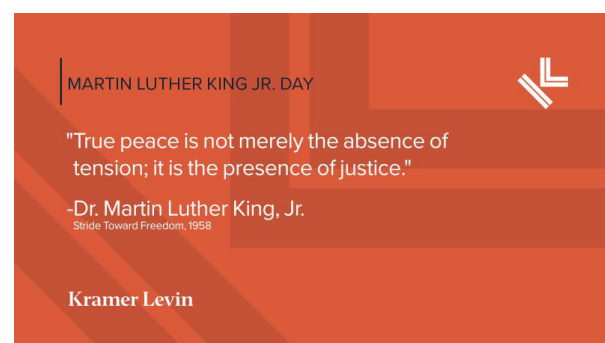 MARTIN LUTHER KING JR. DAY
"True peace is not merely the absence of
tension; it is the presence of justice."
-Dr. Martin Luther King, Jr.
Stride Toward Freedom, 1958
Kramer Levin